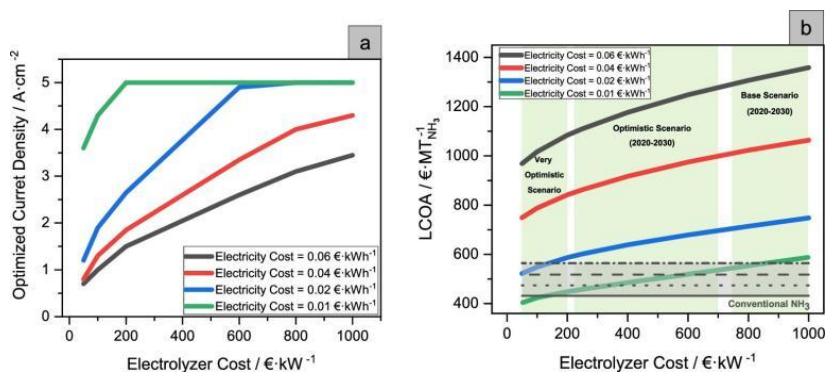 a
Optimized Curret Density / A·cm⁻²
5
4
3
2
1
0
0
200
400
600
800
1000
Electrolyzer Cost / €·kW⁻¹
Electricity Cost = 0.06 €·kWh⁻¹
Electricity Cost = 0.04 €·kWh⁻¹
Electricity Cost = 0.02 €·kWh⁻¹
Electricity Cost = 0.01 €·kWh⁻¹
b
LCOA / €·MT⁻¹NH₃
1400
1200
1000
800
600
400
0
200
400
600
800
1000
Electrolyzer Cost / €·kW⁻¹
Electricity Cost = 0.06 €·kWh⁻¹
Electricity Cost = 0.04 €·kWh⁻¹
Electricity Cost = 0.02 €·kWh⁻¹
Electricity Cost = 0.01 €·kWh⁻¹
Very
Optimistic
Scenario
Optimistic Scenario
(2020-2030)
Base Scenario
(2020-2030)
Conventional NH₃